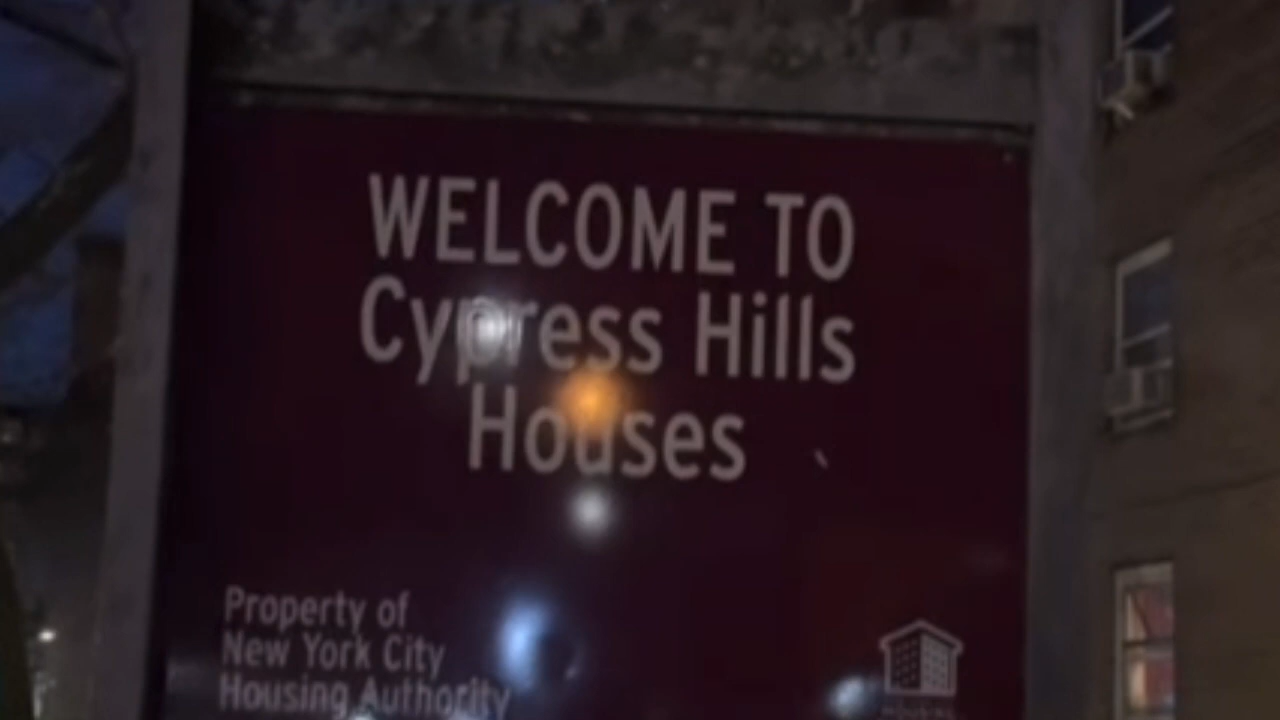 WELCOME TO
Cypress Hills
Houses
Property of
New York City
Housing Authority